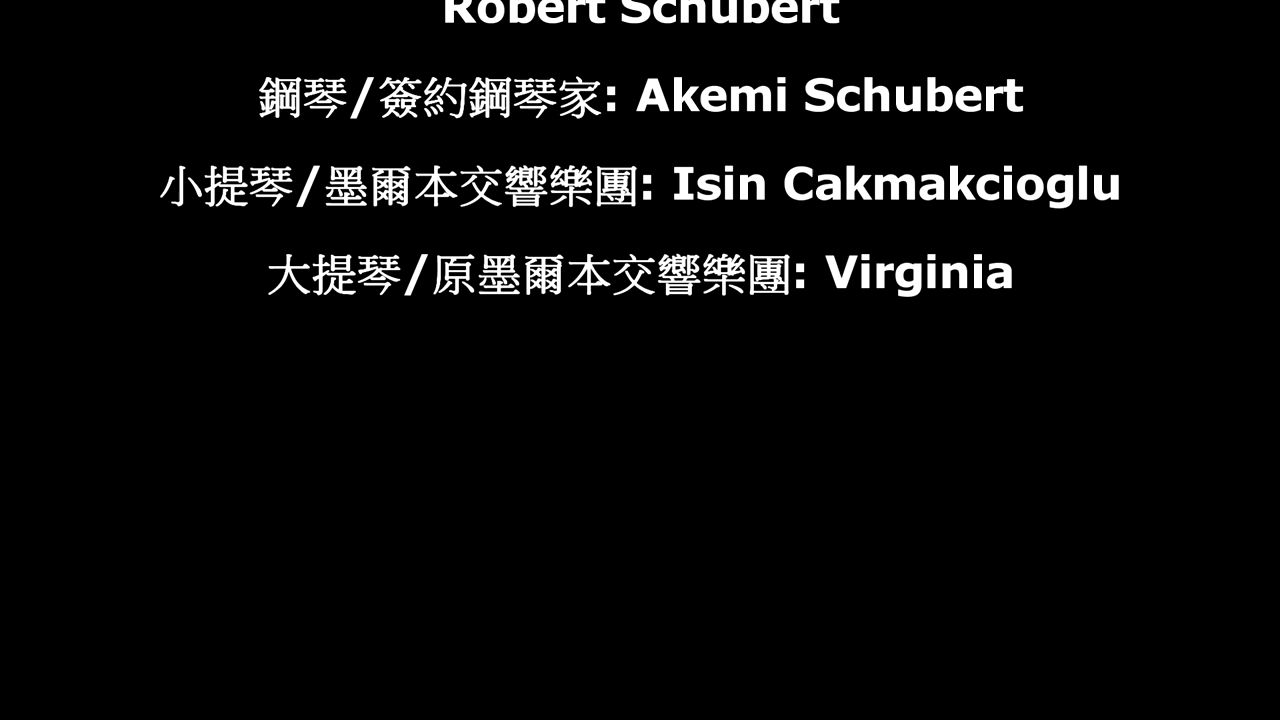 Robert Schubert
鋼琴/簽約鋼琴家: Akemi Schubert
小提琴/墨爾本交響樂團: Isin Cakmakcioglu
大提琴/原墨爾本交響樂團: Virginia